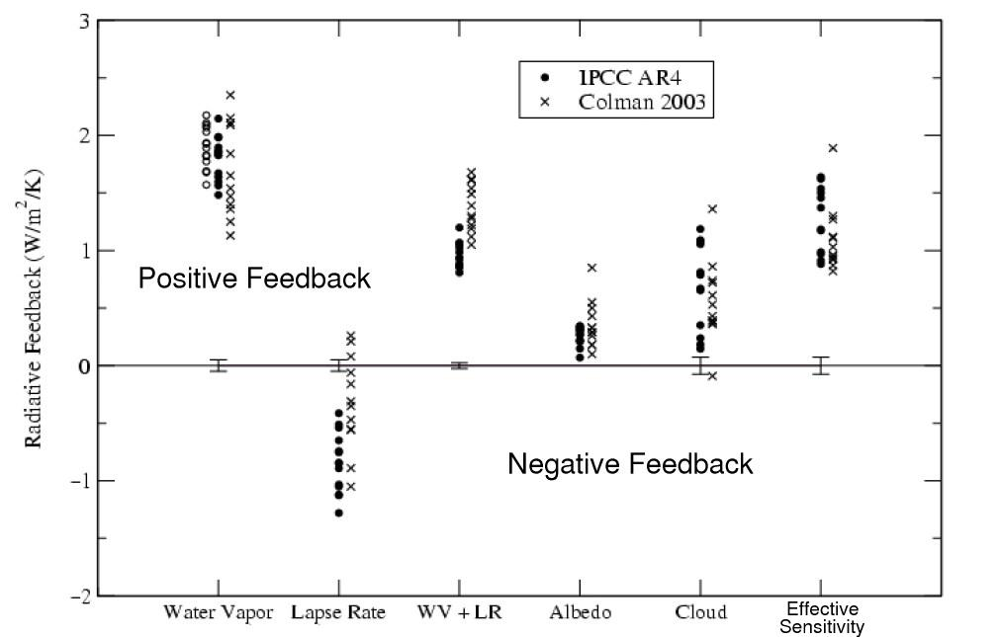 3
IPCC AR4
Colman 2003
2
Radiative Feedback (W/m²/K)
1
Positive Feedback
0
Negative Feedback
−1
−2
Water Vapor Lapse Rate WV + LR Albedo Cloud Effective
Sensitivity